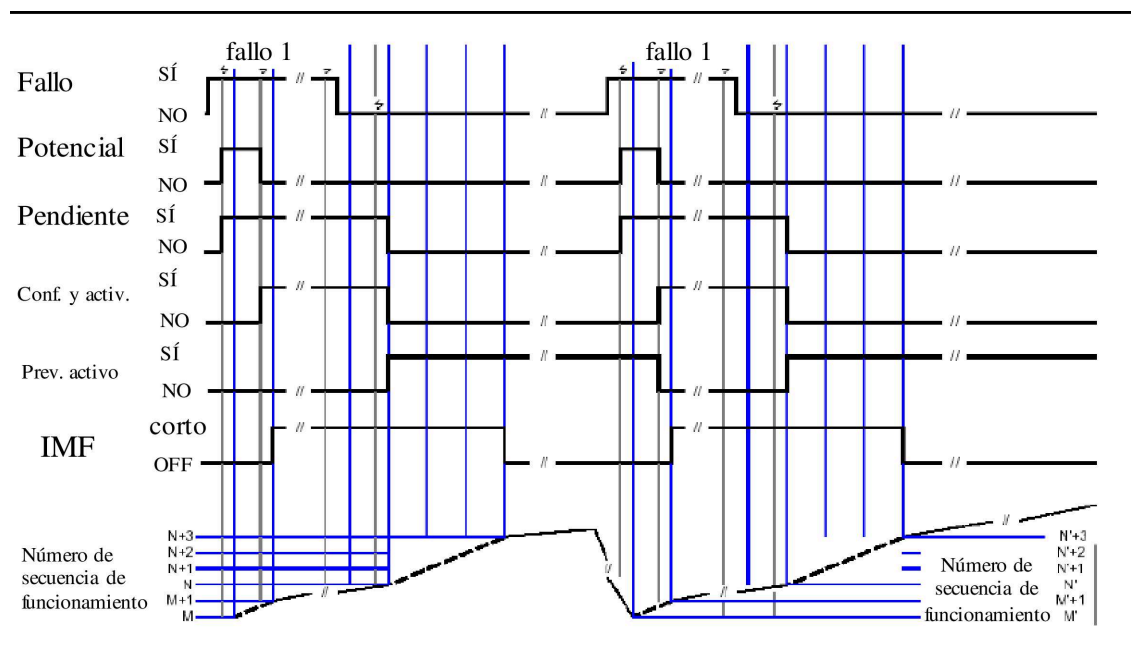 fallo 1
fallo 1
Fallo
SÍ
NO
Potencial
SÍ
NO
Pendiente
SÍ
NO
Conf. y activ.
SÍ
NO
Prev. activo
SÍ
NO
IMF
corto
OFF
Número de
secuencia de
funcionamiento
N+3
N+2
N+1
N
M+1
M
Número de
secuencia de
funcionamiento
N'+3
N'+2
N'+1
N'
M'+1
M'